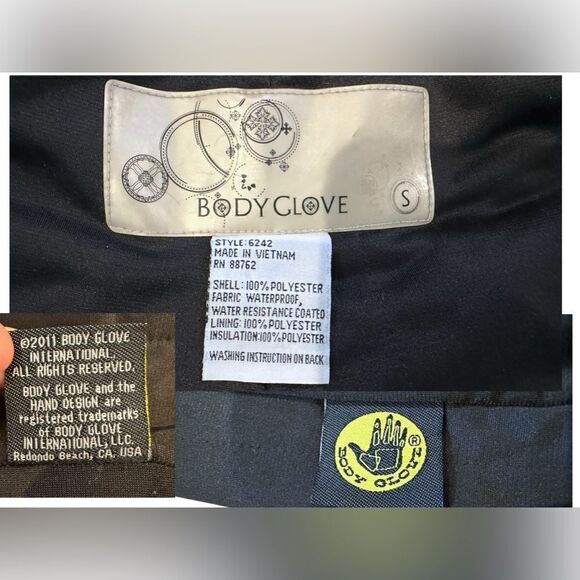 BODY GLOVE
S
STYLE: 6242
MADE IN VIETNAM
RN 88762
SHELL: 100% POLYESTER
FABRIC WATERPROOF,
WATER RESISTANCE COATED
LINING: 100% POLYESTER
INSULATION:100% POLYESTER
WASHING INSTRUCTION ON BACK
©2011 BODY GLOVE
INTERNATIONAL.
ALL RIGHTS RESERVED.
BODY GLOVE and the
HAND DESIGN are
registered trademarks
of BODY GLOVE
INTERNATIONAL, LLC.
Redondo Beach, CA. USA
BODY GLOVE ®